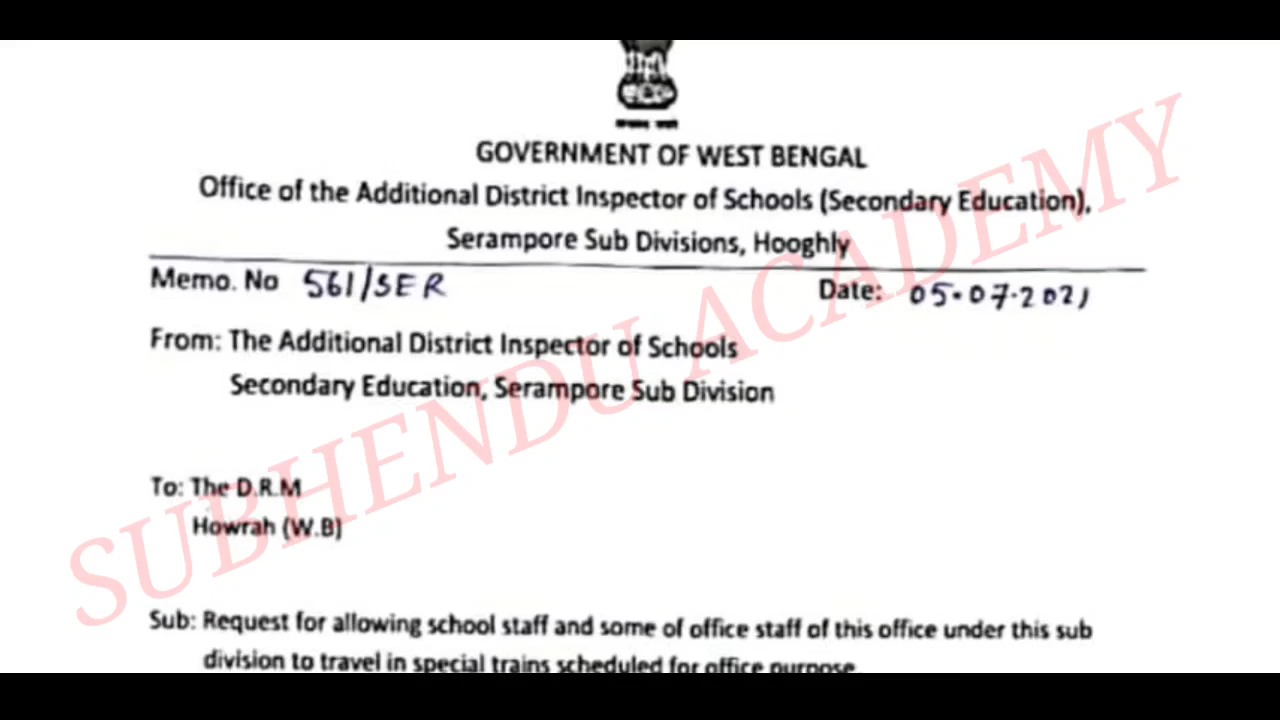 GOVERNMENT OF WEST BENGAL
Office of the Additional District Inspector of Schools (Secondary Education),
Serampore Sub Divisions, Hooghly
Memo. No 561/SER Date: 05.07.2021
From: The Additional District Inspector of Schools
Secondary Education, Serampore Sub Division
To: The D.R.M
Howrah (W.B)
Sub: Request for allowing school staff and some of office staff of this office under this sub
division to travel in special trains scheduled for office purpose
SUBHENDU ACADEMY